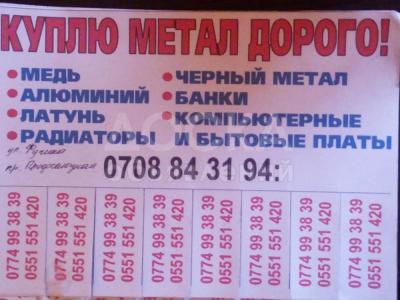 КУПЛЮ МЕТАЛ ДОРОГО!
• МЕДЬ
• АЛЮМИНИЙ
• ЛАТУНЬ
• РАДИАТОРЫ
• ЧЕРНЫЙ МЕТАЛ
• БАНКИ
• КОМПЬЮТЕРНЫЕ
И БЫТОВЫЕ ПЛАТЫ
ул. Фучика
пр.
0708 84 31 94:
0774 99 38 39
0551 551 420
0774 99 38 39
0551 551 420
0774 99 38 39
0551 551 420
0774 99 38 39
0551 551 420
0774 99 38 39
0551 551 420
0774 99 38 39
0551 551 420
0774 99 38 39
0551 551 420
0774 99 38 39
0551 551 420